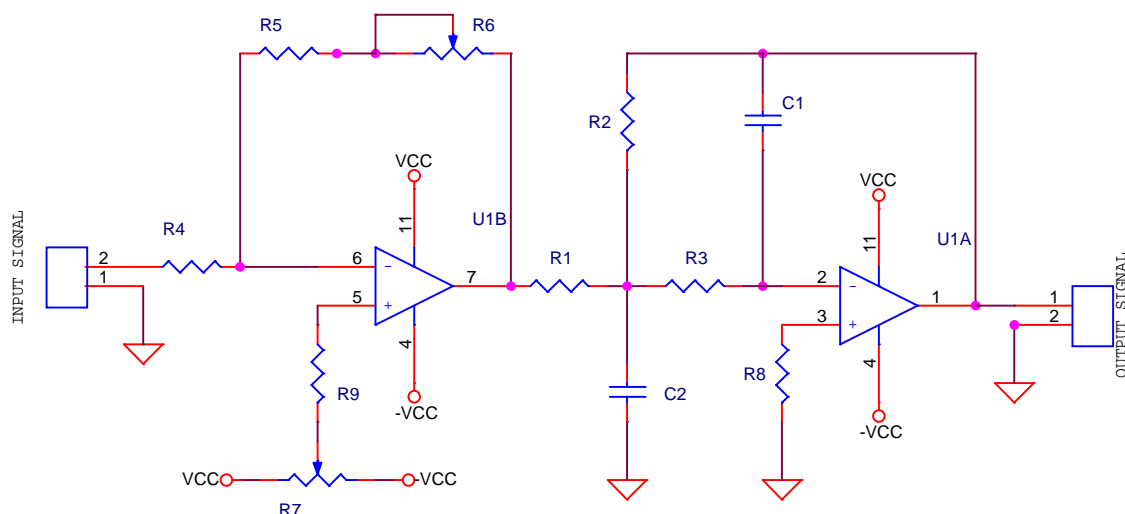 R5
R6
R2
C1
VCC
VCC
11
11
U1B
U1A
INPUT SIGNAL
R4
2
1
6
5
7
4
R1
R3
2
3
1
4
1
2
OUTPUT SIGNAL
R9
R8
C2
-VCC
-VCC
VCC
-VCC
R7